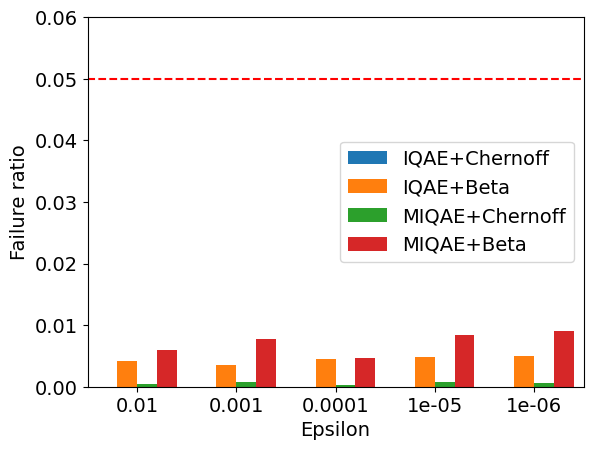 0.06
0.05
0.04
0.03
0.02
0.01
0.00
Failure ratio
IQAE+Chernoff
IQAE+Beta
MIQAE+Chernoff
MIQAE+Beta
0.01 0.001 0.0001 1e-05 1e-06
Epsilon